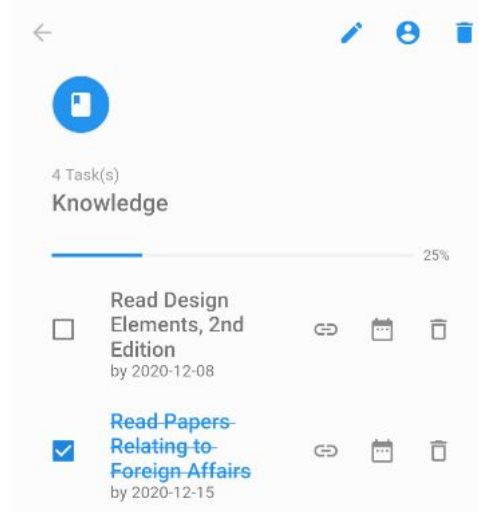 4 Task(s)
Knowledge
25%
Read Design
Elements, 2nd
Edition
by 2020-12-08
Read Papers
Relating to
Foreign Affairs
by 2020-12-15